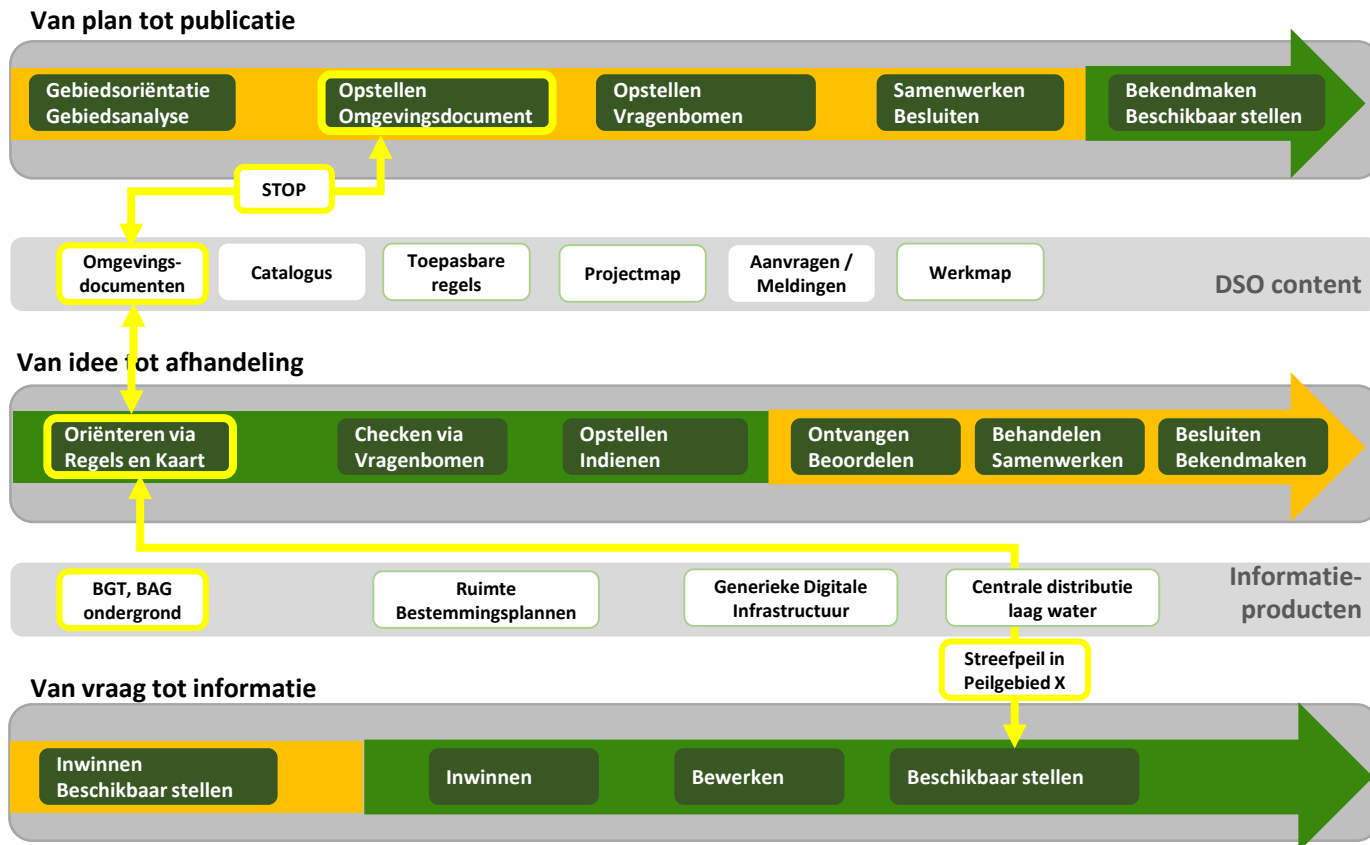 Van plan tot publicatie
Gebiedsoriëntatie
Gebiedsanalyse
Opstellen
Omgevingsdocument
Opstellen
Vragenbomen
Samenwerken
Besluiten
Bekendmaken
Beschikbaar stellen
STOP
Omgevings-
documenten
Catalogus
Toepasbare
regels
Projectmap
Aanvragen /
Meldingen
Werkmap
DSO content
Van idee tot afhandeling
Oriënteren via
Regels en Kaart
Checken via
Vragenbomen
Opstellen
Indienen
Ontvangen
Beoordelen
Behandelen
Samenwerken
Besluiten
Bekendmaken
BGT, BAG
ondergrond
Ruimte
Bestemmingsplannen
Generieke Digitale
Infrastructuur
Centrale distributie
laag water
Informatie-
producten
Streefpeil in
Peilgebied X
Van vraag tot informatie
Inwinnen
Beschikbaar stellen
Inwinnen
Bewerken
Beschikbaar stellen